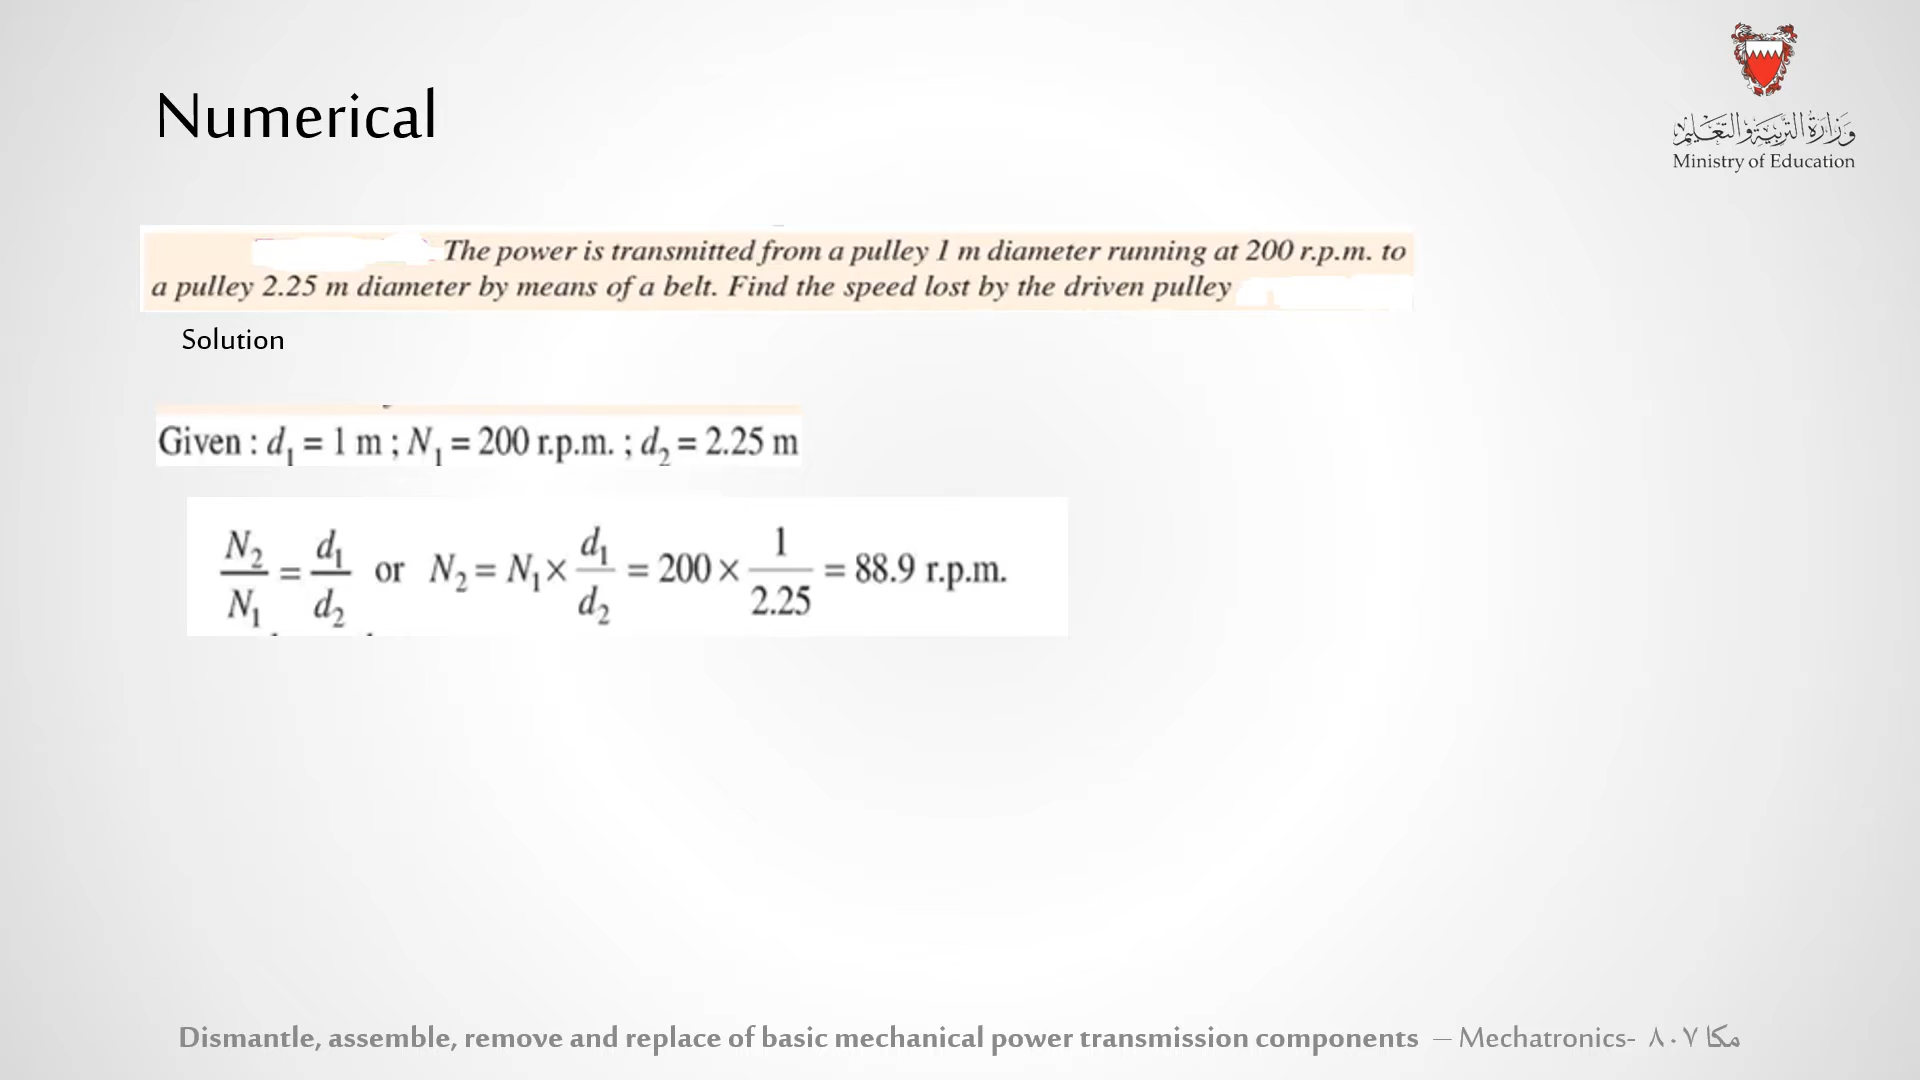 Numerical
وزارة التربية والتعليم
Ministry of Education
The power is transmitted from a pulley 1 m diameter running at 200 r.p.m. to
a pulley 2.25 m diameter by means of a belt. Find the speed lost by the driven pulley
Solution
Given : d₁ = 1 m ; N₁ = 200 r.p.m. ; d₂ = 2.25 m
N₂/N₁ = d₁/d₂ or N₂ = N₁ × d₁/d₂ = 200 × 1/2.25 = 88.9 r.p.m.
Dismantle, assemble, remove and replace of basic mechanical power transmission components – Mechatronics- مكا ٨٠٧